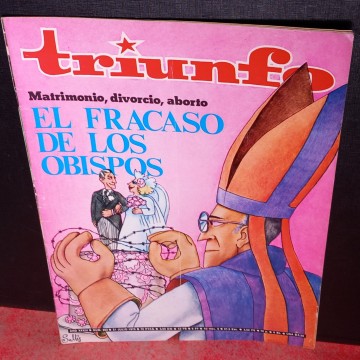 triunfo
Matrimonio, divorcio, aborto
EL FRACASO
DE LOS
OBISPOS